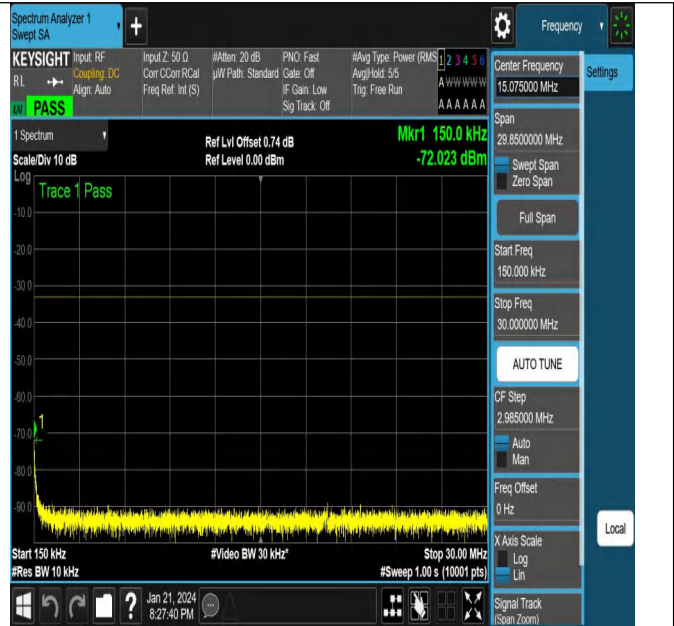 Spectrum Analyzer 1
Swept SA
+
Frequency
KEYSIGHT
RL
PASS
Input: RF
Coupling: DC
Align: Auto
Input Z: 50 Ω
Corr CCorr RCal
Freq Ref: Int (S)
#Atten: 20 dB
µW Path: Standard
PNO: Fast
Gate: Off
IF Gain: Low
Sig Track: Off
#Avg Type: Power (RMS
Avg|Hold: 5/5
Trig: Free Run
1 2 3 4 5 6
A W W W W W
A A A A A A
1 Spectrum
Scale/Div 10 dB
Log
Ref Lvl Offset 0.74 dB
Ref Level 0.00 dBm
Mkr1 150.0 kHz
-72.023 dBm
Trace 1 Pass
-10.0
-20.0
-30.0
-40.0
-50.0
-60.0
1
-70.0
-80.0
-90.0
Start 150 kHz
#Res BW 10 kHz
#Video BW 30 kHz*
Stop 30.00 MHz
#Sweep 1.00 s (10001 pts)
?
Jan 21, 2024
8:27:40 PM
Settings
Center Frequency
15.075000 MHz
Span
29.8500000 MHz
Swept Span
Zero Span
Full Span
Start Freq
150.000 kHz
Stop Freq
30.000000 MHz
AUTO TUNE
CF Step
2.985000 MHz
Auto
Man
Freq Offset
0 Hz
X Axis Scale
Log
Lin
Signal Track
(Span Zoom)
Local